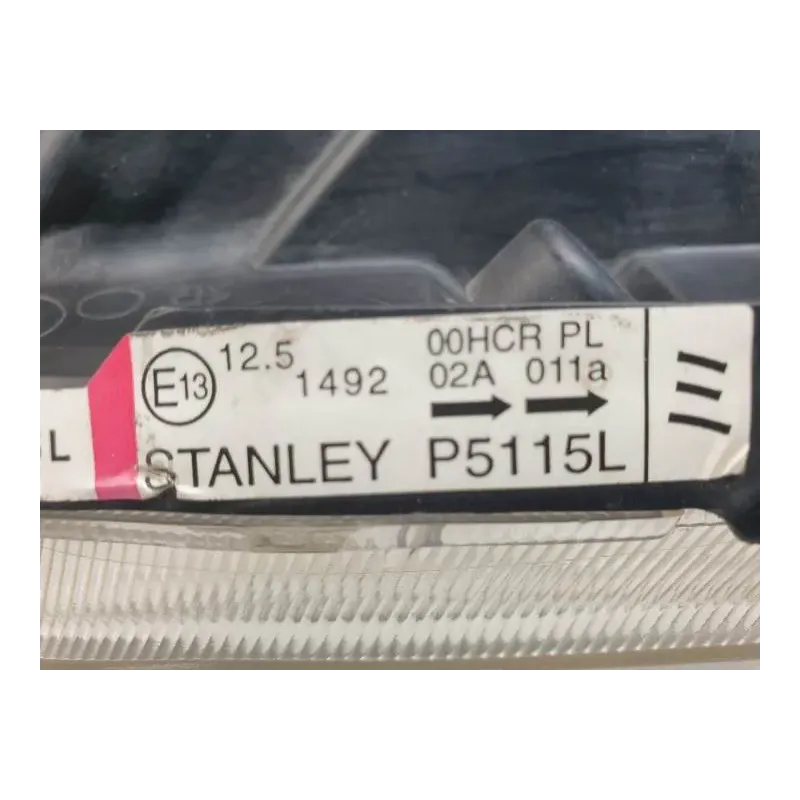 E13 12.5 1492
00HCR PL
02A 011a
STANLEY P5115L
L